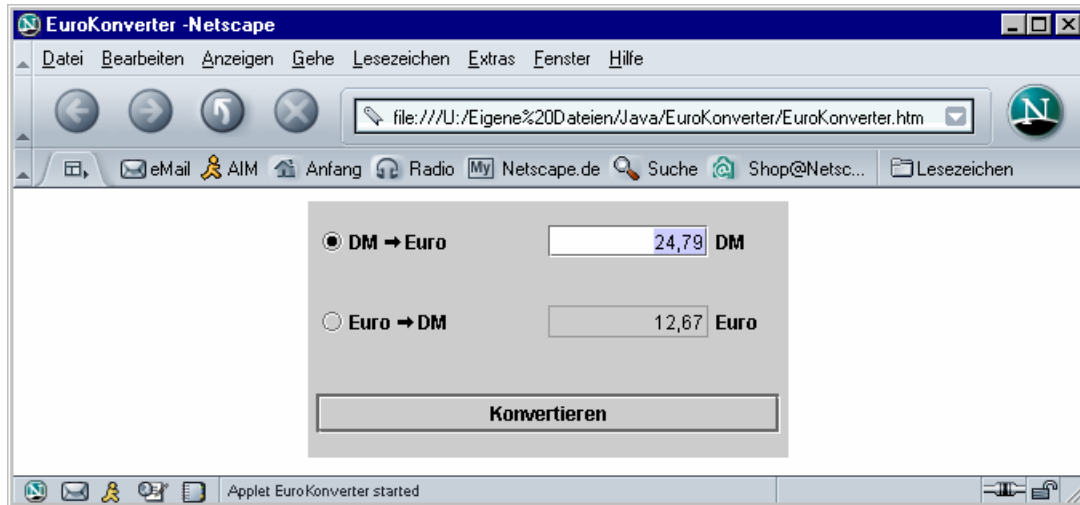 EuroKonverter -Netscape
Datei Bearbeiten Anzeigen Gehe Lesezeichen Extras Fenster Hilfe
file:///U:/Eigene%20Dateien/Java/EuroKonverter/EuroKonverter.htm N
eMail AIM Anfang Radio My Netscape.de Suche Shop@Netsc... Lesezeichen
DM ➞ Euro 24,79 DM
Euro ➞ DM 12,67 Euro
Konvertieren
Applet EuroKonverter started